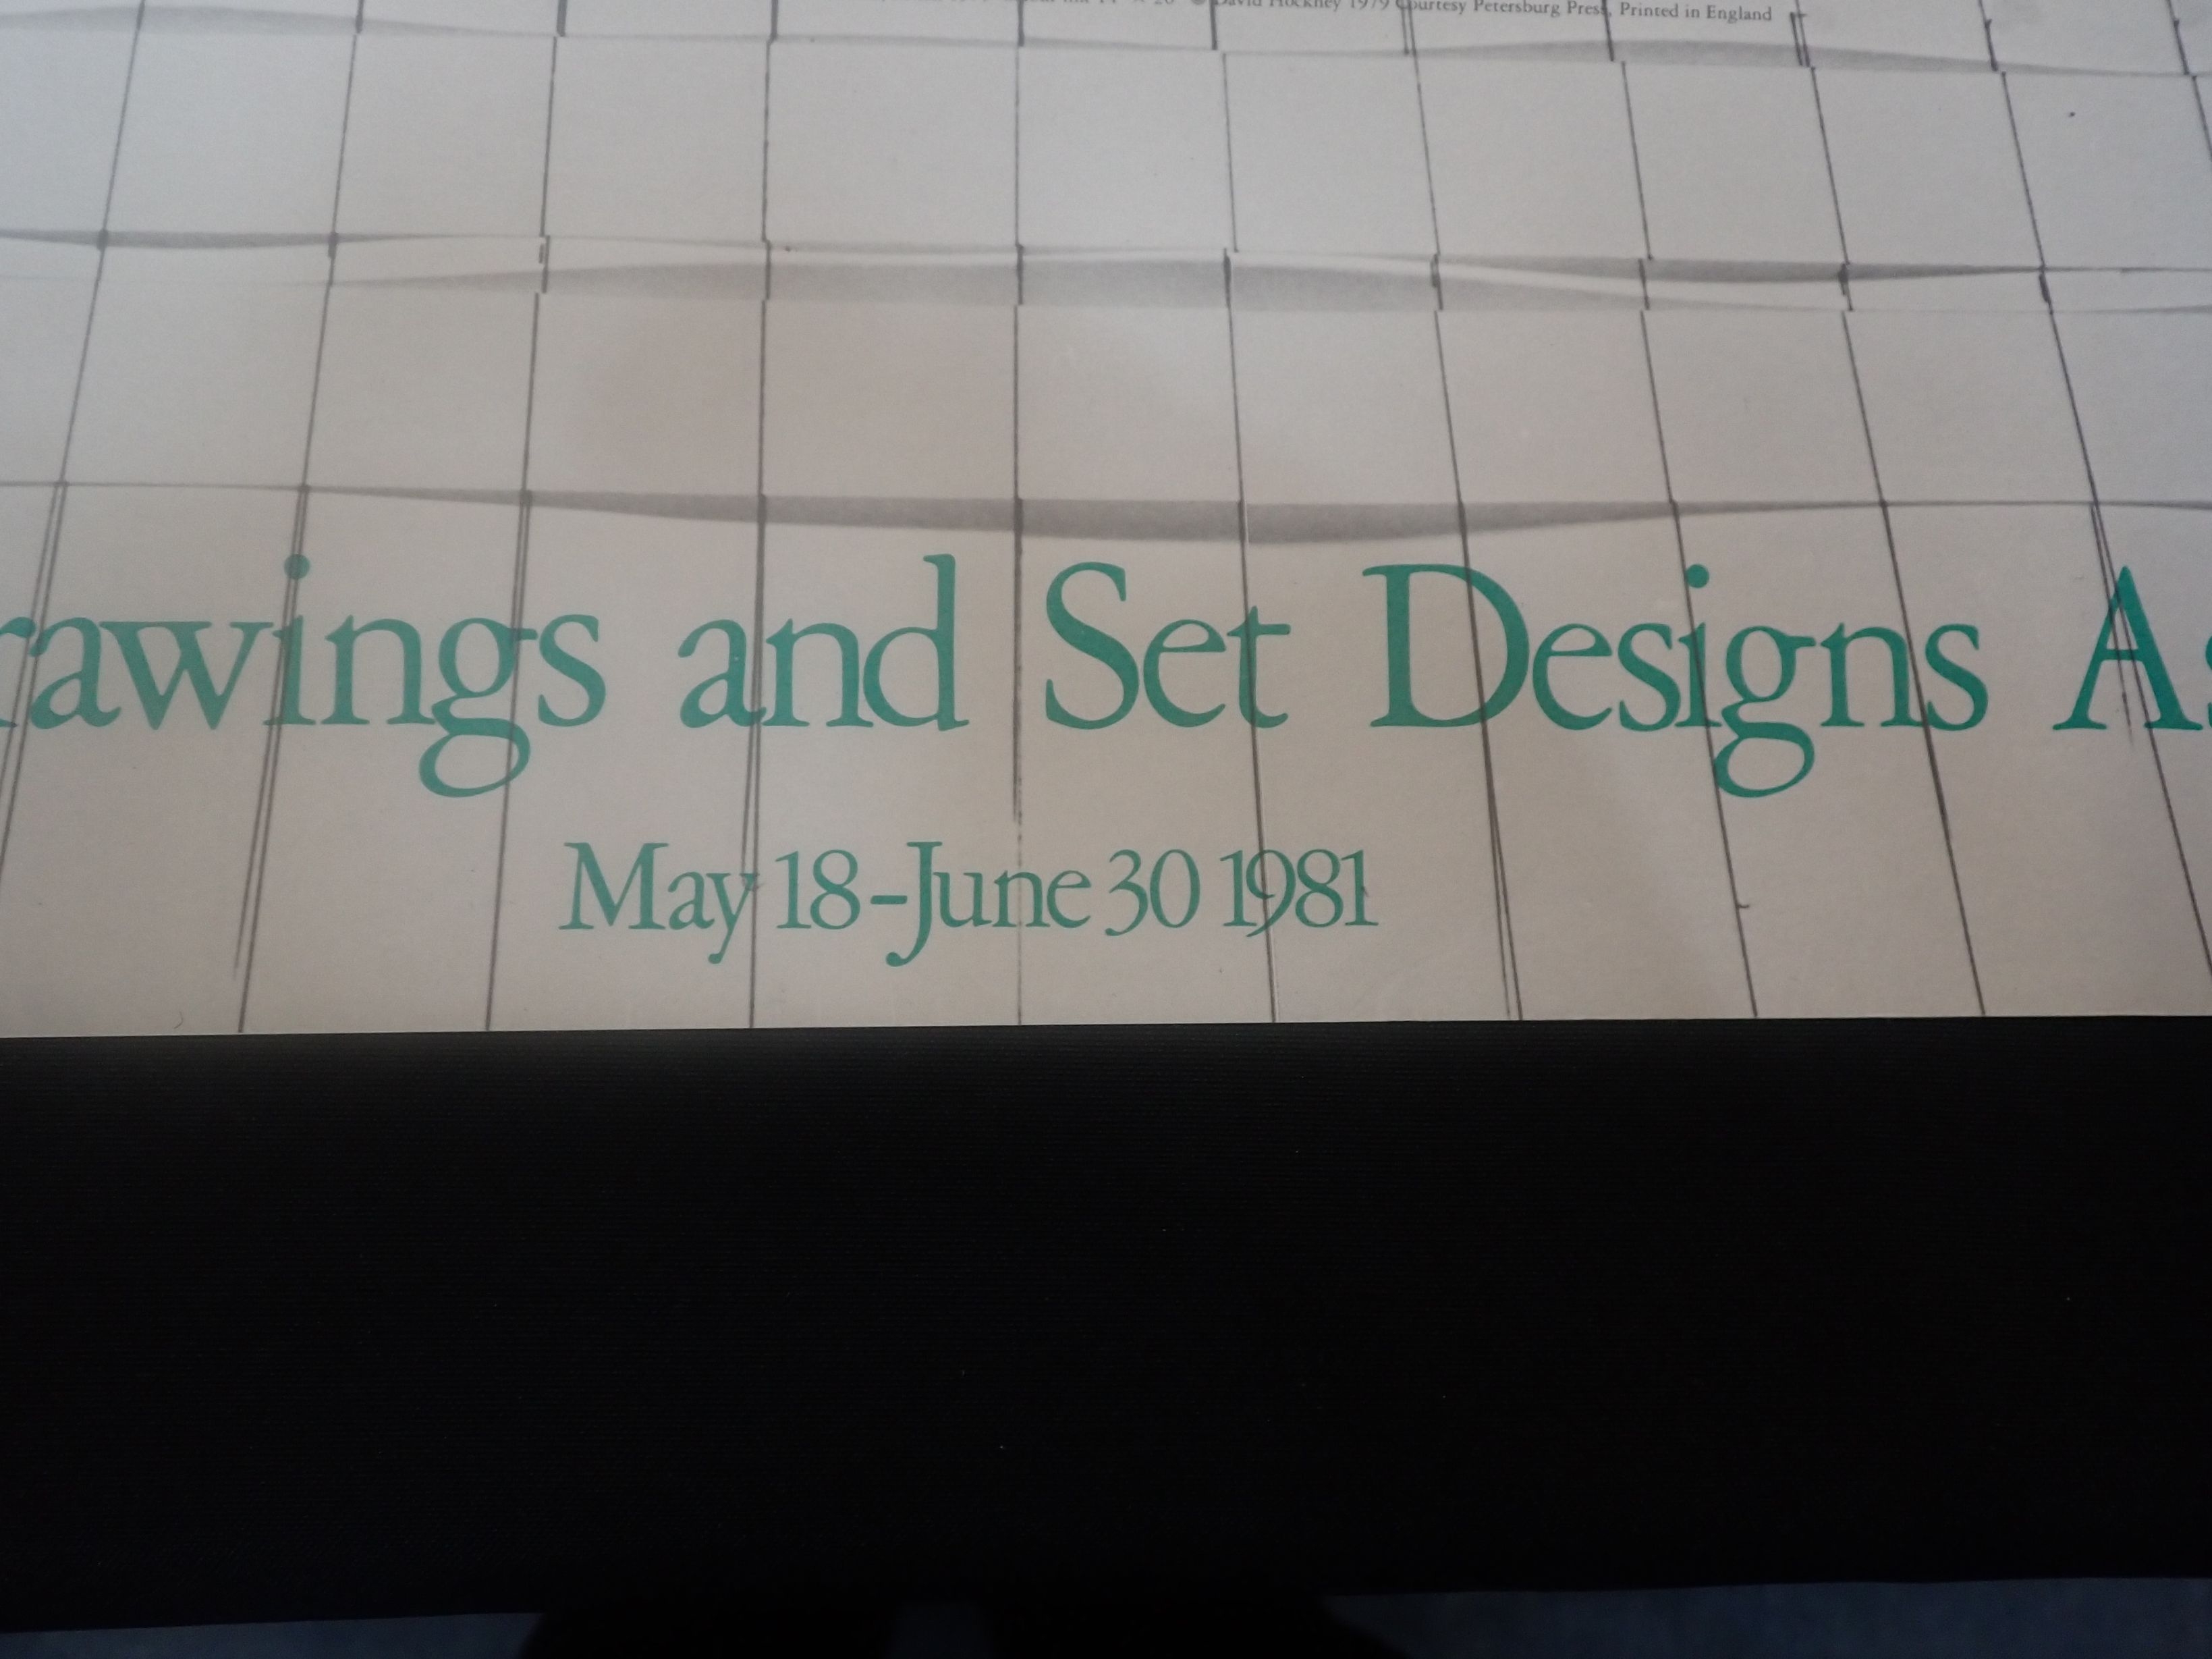 David Hockney 1979 Courtesy Petersburg Press, Printed in England
rawings and Set Designs As
May 18-June 30 1981